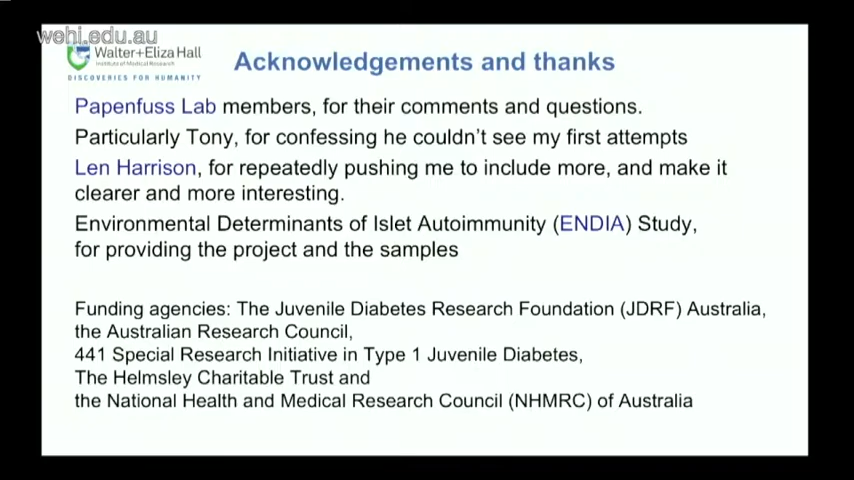 wehi.edu.au
Walter+Eliza Hall
Institute of Medical Research
DISCOVERIES FOR HUMANITY
Acknowledgements and thanks
Papenfuss Lab members, for their comments and questions.
Particularly Tony, for confessing he couldn't see my first attempts
Len Harrison, for repeatedly pushing me to include more, and make it
clearer and more interesting.
Environmental Determinants of Islet Autoimmunity (ENDIA) Study,
for providing the project and the samples
Funding agencies: The Juvenile Diabetes Research Foundation (JDRF) Australia,
the Australian Research Council,
441 Special Research Initiative in Type 1 Juvenile Diabetes,
The Helmsley Charitable Trust and
the National Health and Medical Research Council (NHMRC) of Australia